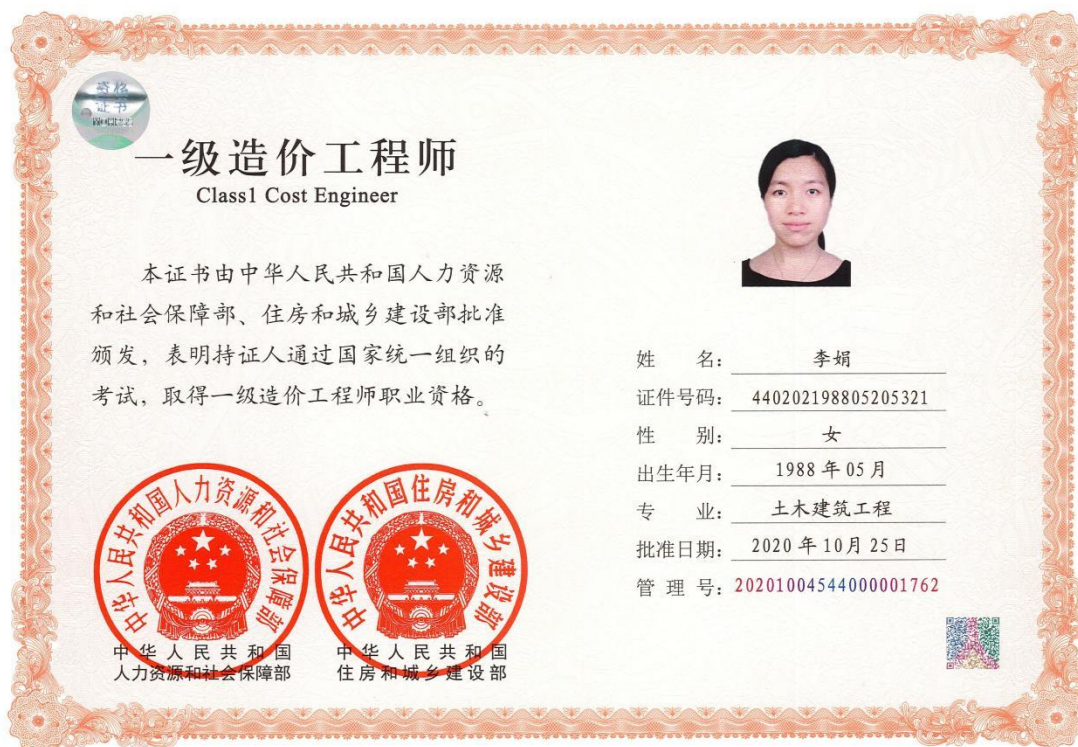 资格
证书
一级造价工程师
Class1 Cost Engineer
本证书由中华人民共和国人力资源
和社会保障部、住房和城乡建设部批准
颁发，表明持证人通过国家统一组织的
考试，取得一级造价工程师职业资格。
中华人民共和国人力资源和社会保障部
中华人民共和国住房和城乡建设部
中华人民共和国
人力资源和社会保障部
中华人民共和国
住房和城乡建设部
姓 名：李娟
证件号码：440202198805205321
性 别：女
出生年月：1988年05月
专 业：土木建筑工程
批准日期：2020年10月25日
管 理 号：20201004544000001762